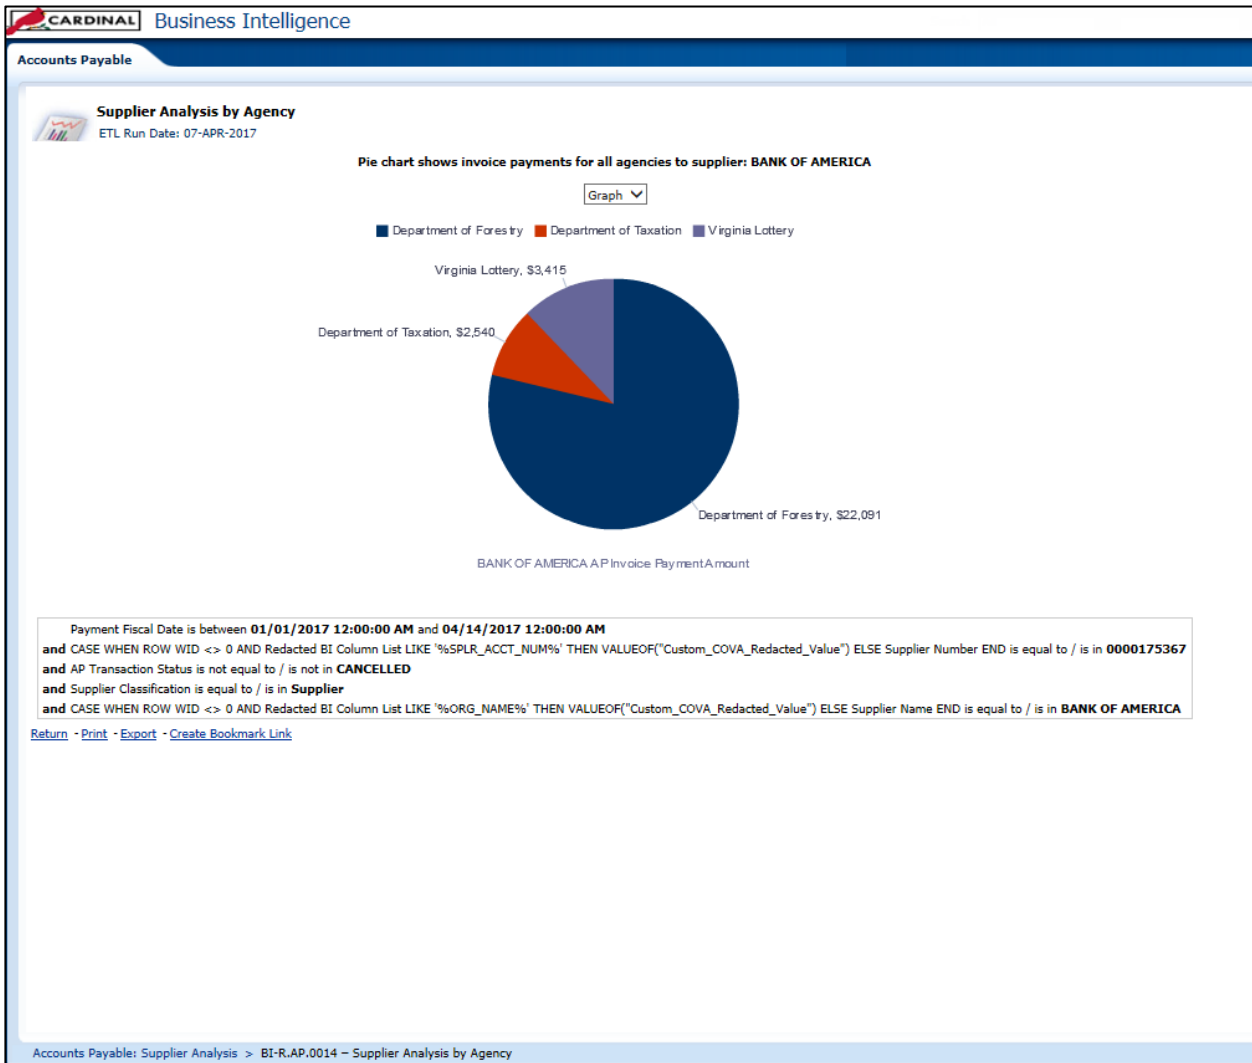 CARDINAL Business Intelligence
Accounts Payable
Supplier Analysis by Agency
ETL Run Date: 07-APR-2017
Pie chart shows invoice payments for all agencies to supplier: BANK OF AMERICA
Graph
Department of Forestry Department of Taxation Virginia Lottery
Virginia Lottery, $3,415
Department of Taxation, $2,540
Department of Forestry, $22,091
BANK OF AMERICA AP Invoice Payment Amount
Payment Fiscal Date is between 01/01/2017 12:00:00 AM and 04/14/2017 12:00:00 AM
and CASE WHEN ROW WID <> 0 AND Redacted BI Column List LIKE '%SPLR_ACCT_NUM%' THEN VALUEOF("Custom_COVA_Redacted_Value") ELSE Supplier Number END is equal to / is in 0000175367
and AP Transaction Status is not equal to / is not in CANCELLED
and Supplier Classification is equal to / is in Supplier
and CASE WHEN ROW WID <> 0 AND Redacted BI Column List LIKE '%ORG_NAME%' THEN VALUEOF("Custom_COVA_Redacted_Value") ELSE Supplier Name END is equal to / is in BANK OF AMERICA
Return - Print - Export - Create Bookmark Link
Accounts Payable: Supplier Analysis > BI-R.AP.0014 – Supplier Analysis by Agency